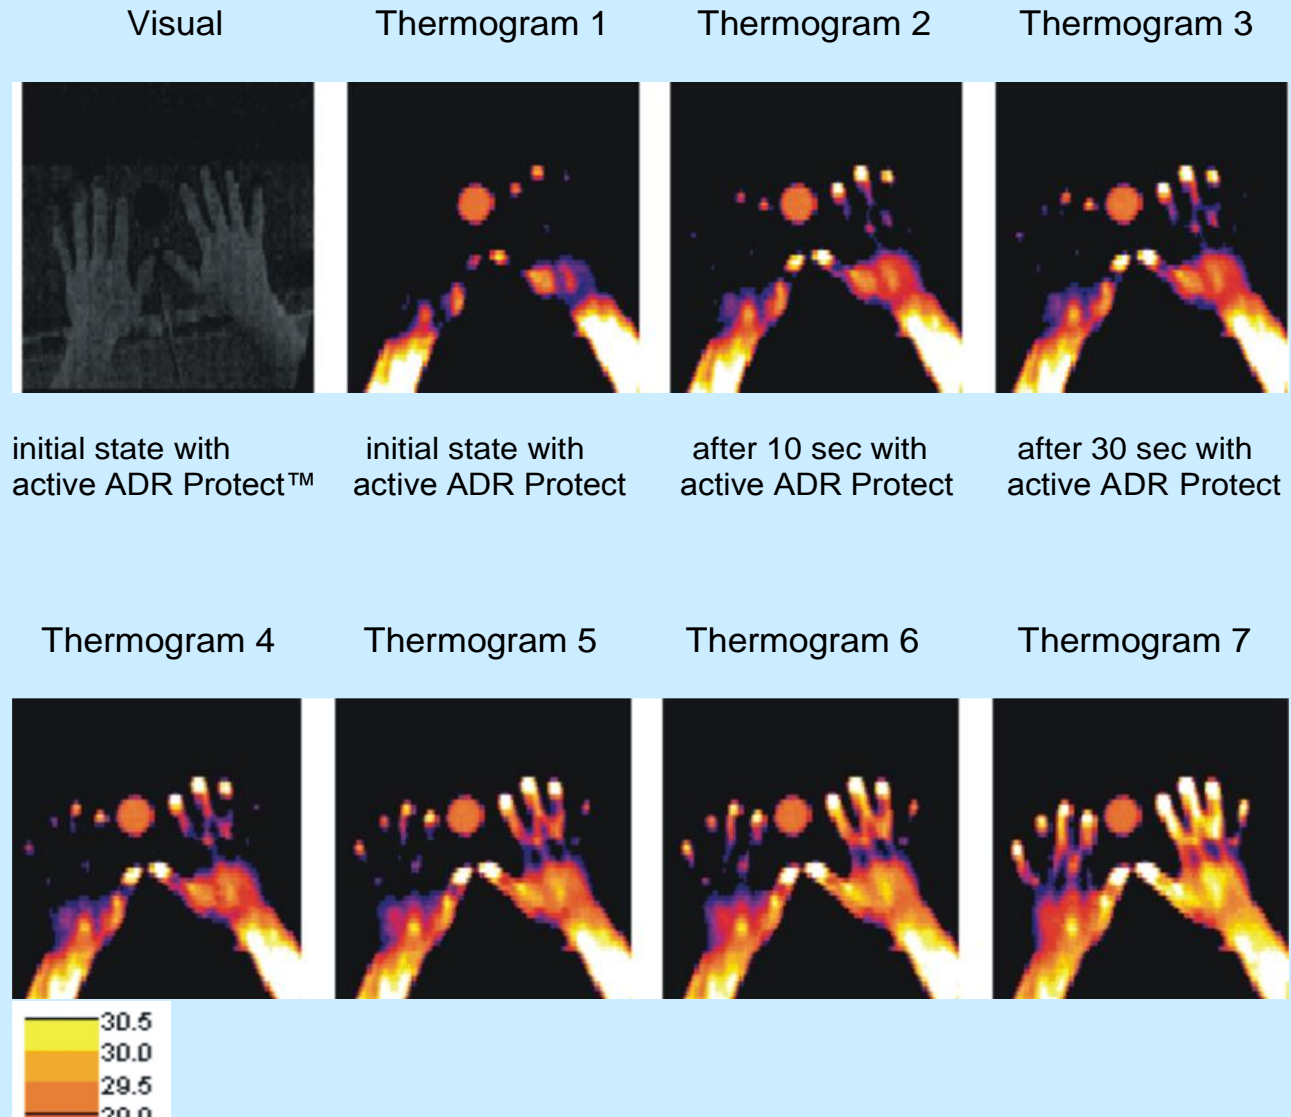 Visual Thermogram 1 Thermogram 2 Thermogram 3
initial state with initial state with after 10 sec with after 30 sec with
active ADR Protect™ active ADR Protect active ADR Protect active ADR Protect
Thermogram 4 Thermogram 5 Thermogram 6 Thermogram 7
30.5
30.0
29.5
29.0